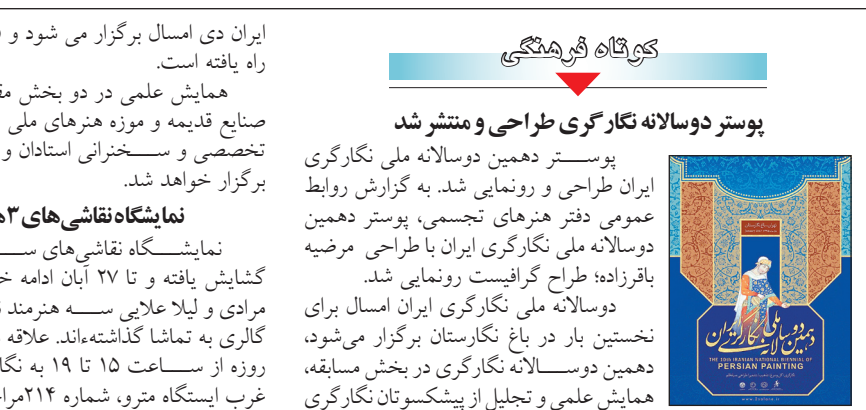 کوتاه فرهنگی
پوستر دوسالانه نگارگری طراحی و منتشر شد
پوستر دهمین دوسالانه ملی نگارگری
ایران طراحی و رونمایی شد. به گزارش روابط
عمومی دفتر هنرهای تجسمی، پوستر دهمین
دوسالانه ملی نگارگری ایران با طراحی مرضیه
باقرزاده؛ طراح گرافیست رونمایی شد.
دوسالانه ملی نگارگری ایران امسال برای
نخستین بار در باغ نگارستان برگزار می‌شود،
دهمین دوسالانه نگارگری در بخش مسابقه،
همایش علمی و تجلیل از پیشکسوتان نگارگری
دهمین دوسالانه ملی نگارگری ایران
THE 10th IRANIAN NATIONAL BIENNIAL OF
PERSIAN PAINTING
ایران دی امسال برگزار می شود و
راه یافته است.
همایش علمی در دو بخش
صنایع قدیمه و موزه هنرهای ملی
تخصصی و سخنرانی استادان و
برگزار خواهد شد.
نمایشگاه نقاشی‌های ۳
نمایشگاه نقاشی‌های
گشایش یافته و تا ۲۷ آبان ادامه
مرادی و لیلا علایی سه هنرمند
گالری به تماشا گذاشته‌اند. علاقه
روزه از ساعت ۱۵ تا ۱۹ به
غرب ایستگاه مترو، شماره ۲۱۴